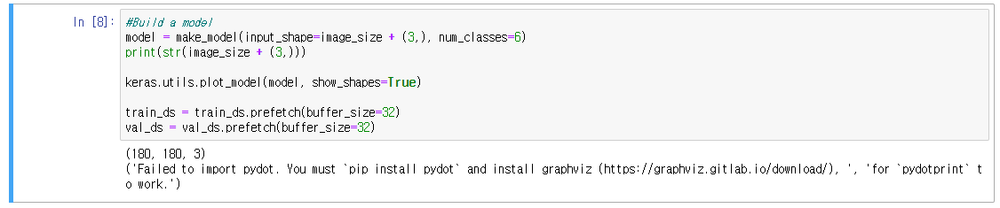 In [8]: #Build a model
model = make_model(input_shape=image_size + (3,), num_classes=6)
print(str(image_size + (3,)))
keras.utils.plot_model(model, show_shapes=True)
train_ds = train_ds.prefetch(buffer_size=32)
val_ds = val_ds.prefetch(buffer_size=32)
(180, 180, 3)
('Failed to import pydot. You must `pip install pydot` and install graphviz (https://graphviz.gitlab.io/download/), ', 'for `pydotprint` t
o work.')